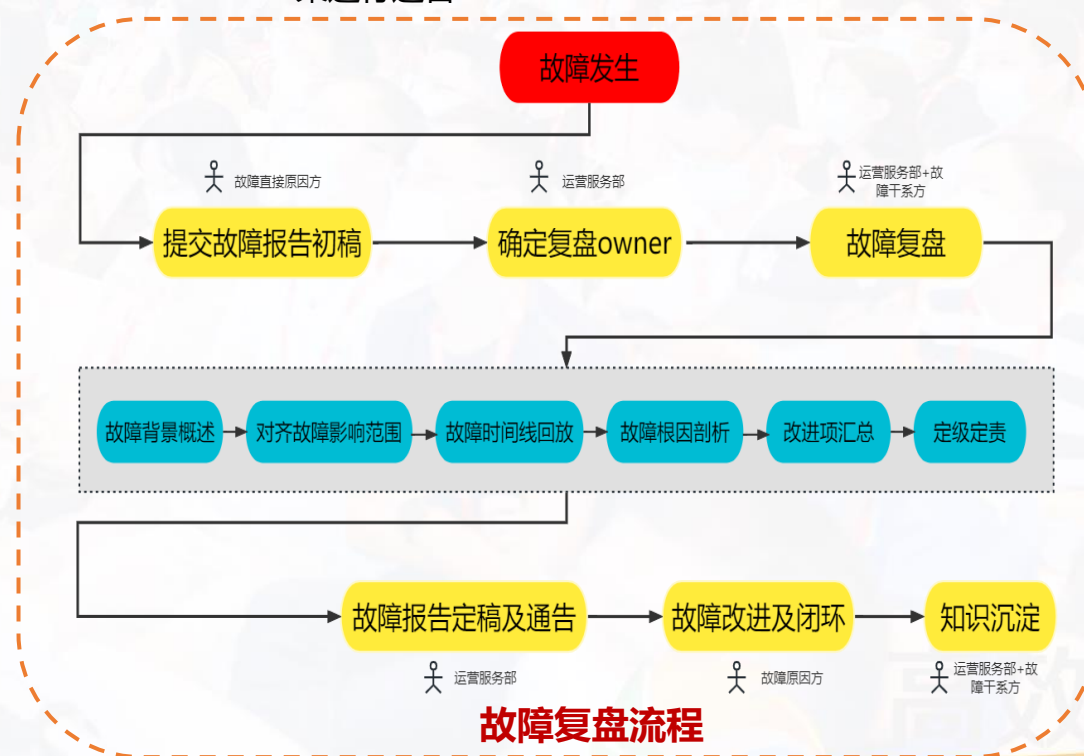 故障发生
故障直接原因方
运营服务部
运营服务部+故
障干系方
提交故障报告初稿
确定复盘owner
故障复盘
故障背景概述
对齐故障影响范围
故障时间线回放
故障根因剖析
改进项汇总
定级定责
故障报告定稿及通告
故障改进及闭环
知识沉淀
运营服务部
故障原因方
运营服务部+故
障干系方
故障复盘流程